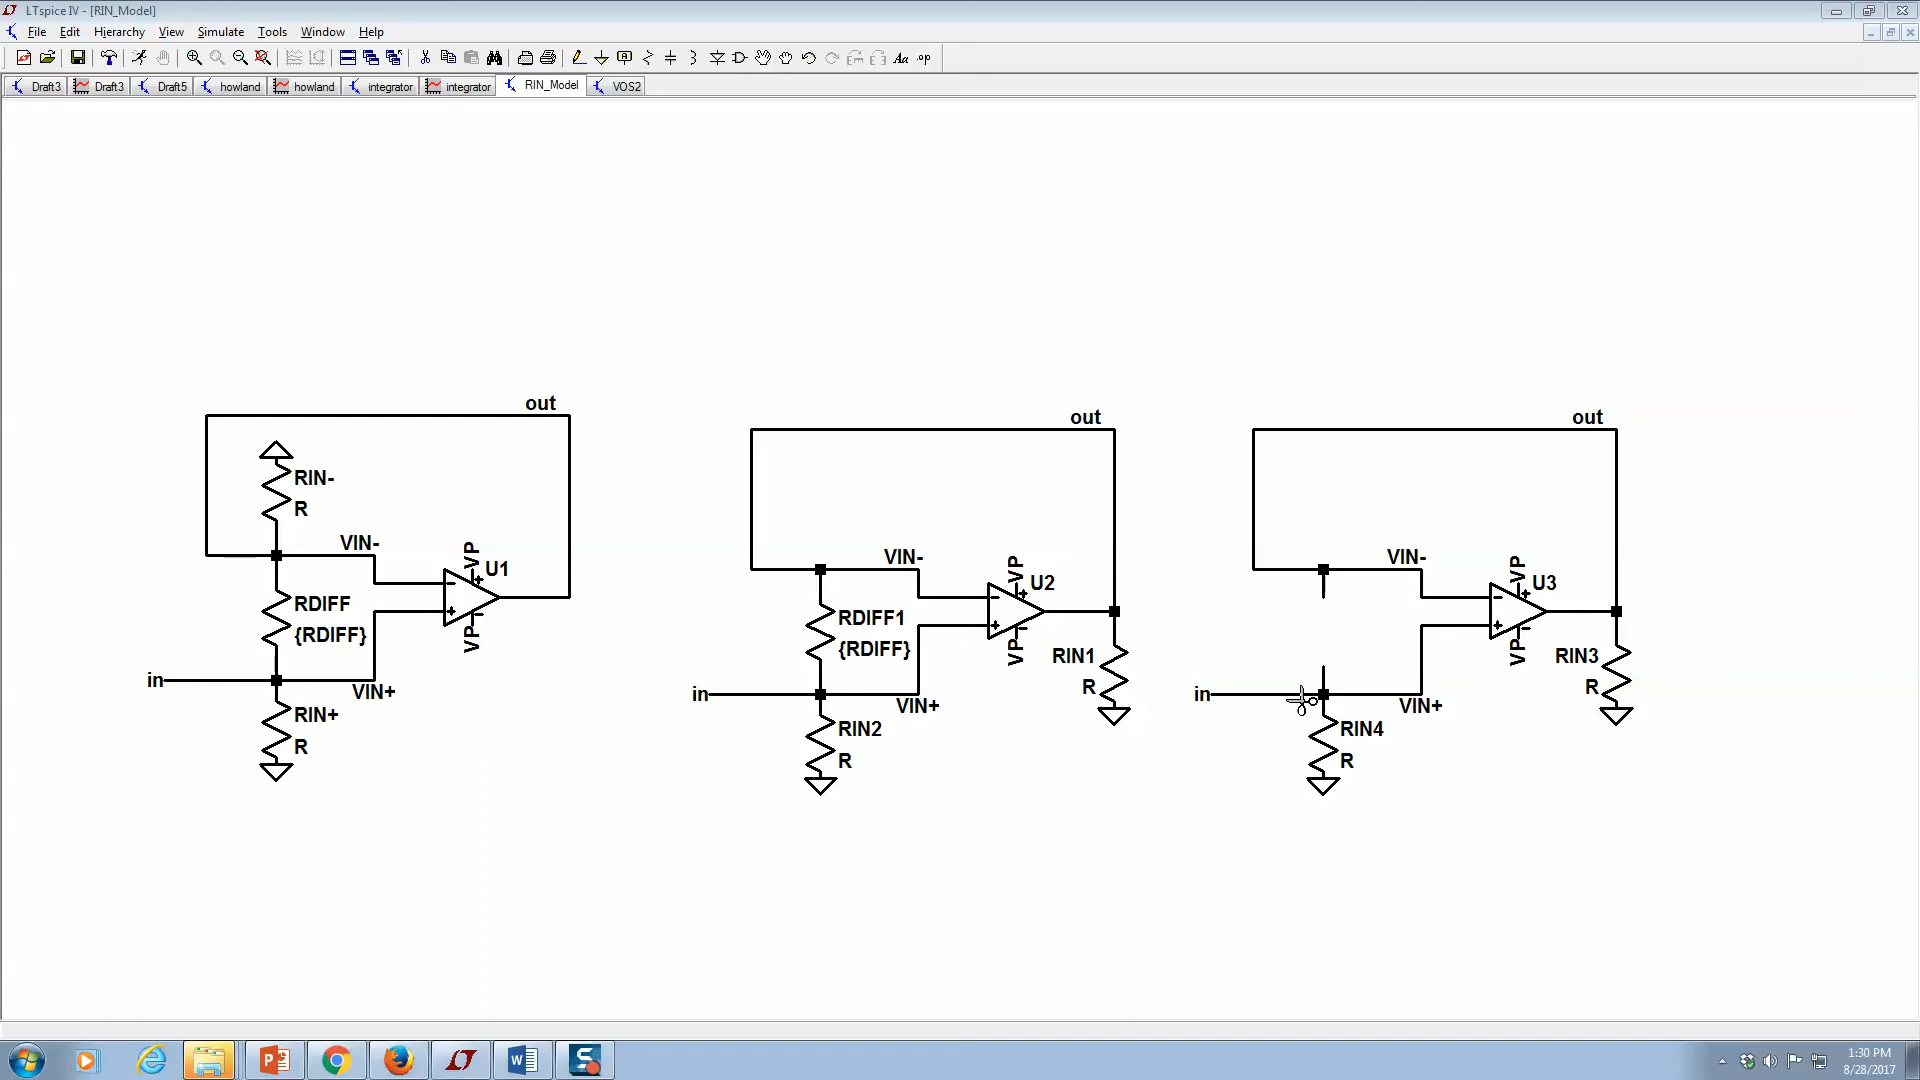 LTspice IV - [RIN_Model]
File Edit Hierarchy View Simulate Tools Window Help
Aa .op
Draft3 Draft3 Draft5 howland howland integrator integrator RIN_Model VOS2
out
RIN-
R
VIN-
VP
U1
RDIFF
{RDIFF}
VP
in
VIN+
RIN+
R
out
VIN-
VP
U2
RDIFF1
{RDIFF}
VP
RIN1
R
in
VIN+
RIN2
R
out
VIN-
VP
U3
VP
RIN3
R
in
VIN+
RIN4
R
1:30 PM
8/28/2017